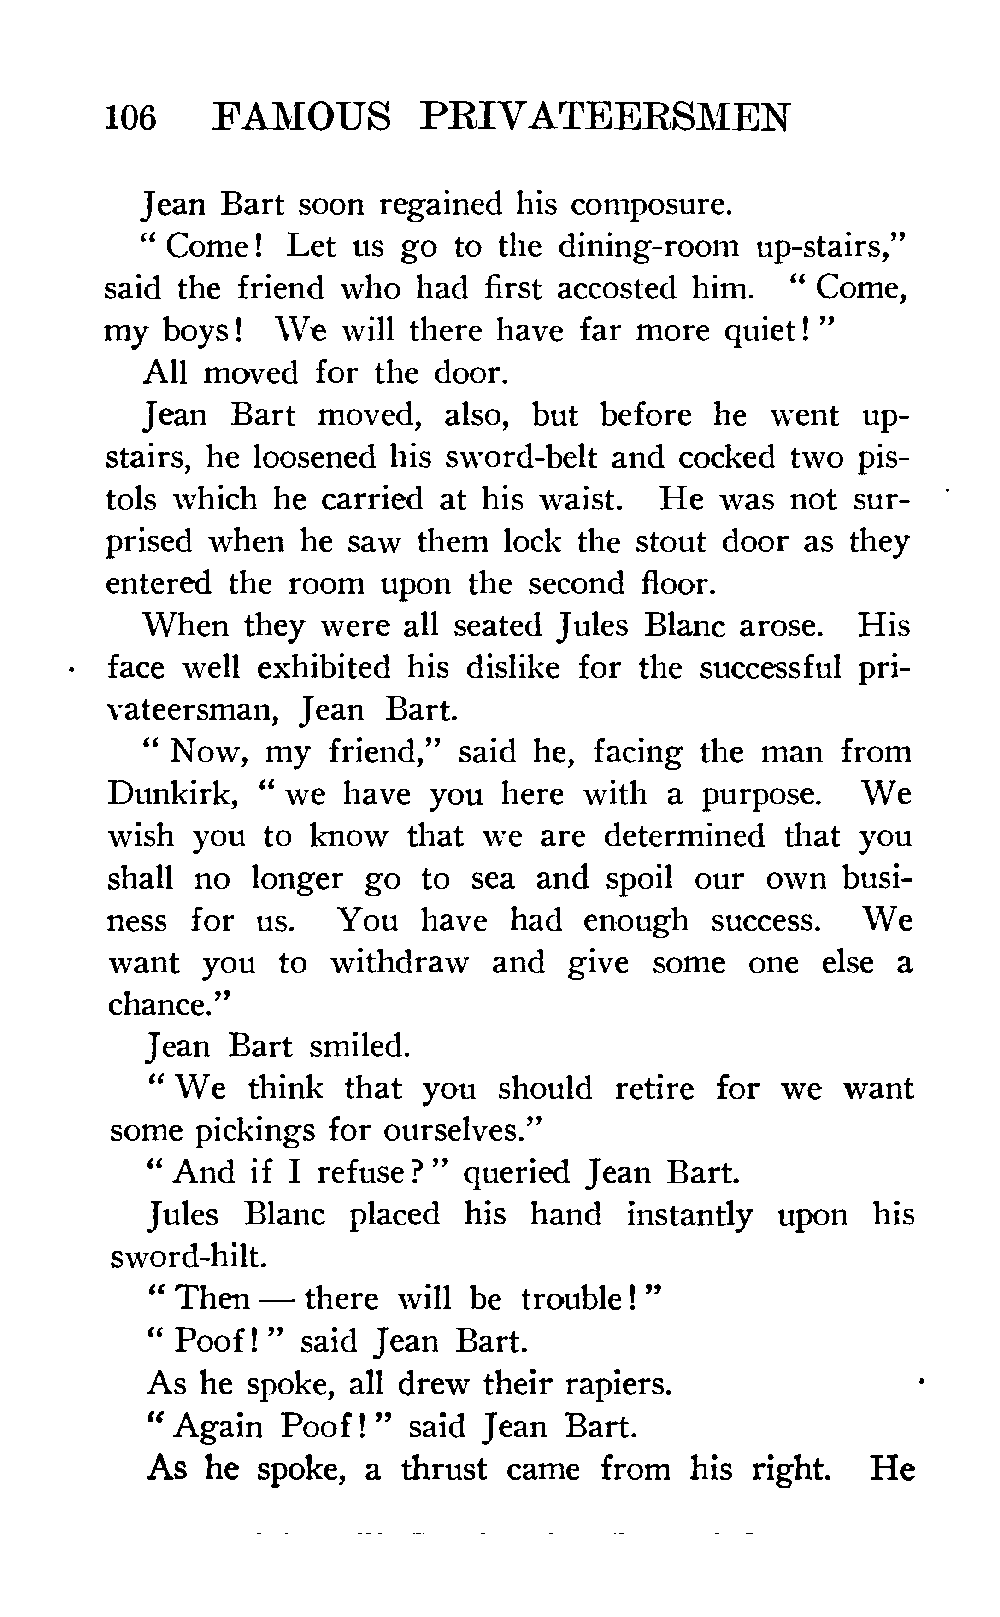 106 FAMOUS PRIVATEERSMEN
Jean Bart soon regained his composure.
“ Come! Let us go to the dining-room up-stairs,”
said the friend who had first accosted him. “ Come,
my boys! We will there have far more quiet! ”
All moved for the door.
Jean Bart moved, also, but before he went up-
stairs, he loosened his sword-belt and cocked two pis-
tols which he carried at his waist. He was not sur-
prised when he saw them lock the stout door as they
entered the room upon the second floor.
When they were all seated Jules Blanc arose. His
face well exhibited his dislike for the successful pri-
vateersman, Jean Bart.
“ Now, my friend,” said he, facing the man from
Dunkirk, “ we have you here with a purpose. We
wish you to know that we are determined that you
shall no longer go to sea and spoil our own busi-
ness for us. You have had enough success. We
want you to withdraw and give some one else a
chance.”
Jean Bart smiled.
“ We think that you should retire for we want
some pickings for ourselves.”
“ And if I refuse? ” queried Jean Bart.
Jules Blanc placed his hand instantly upon his
sword-hilt.
“ Then — there will be trouble! ”
“ Poof! ” said Jean Bart.
As he spoke, all drew their rapiers.
“ Again Poof! ” said Jean Bart.
As he spoke, a thrust came from his right. He